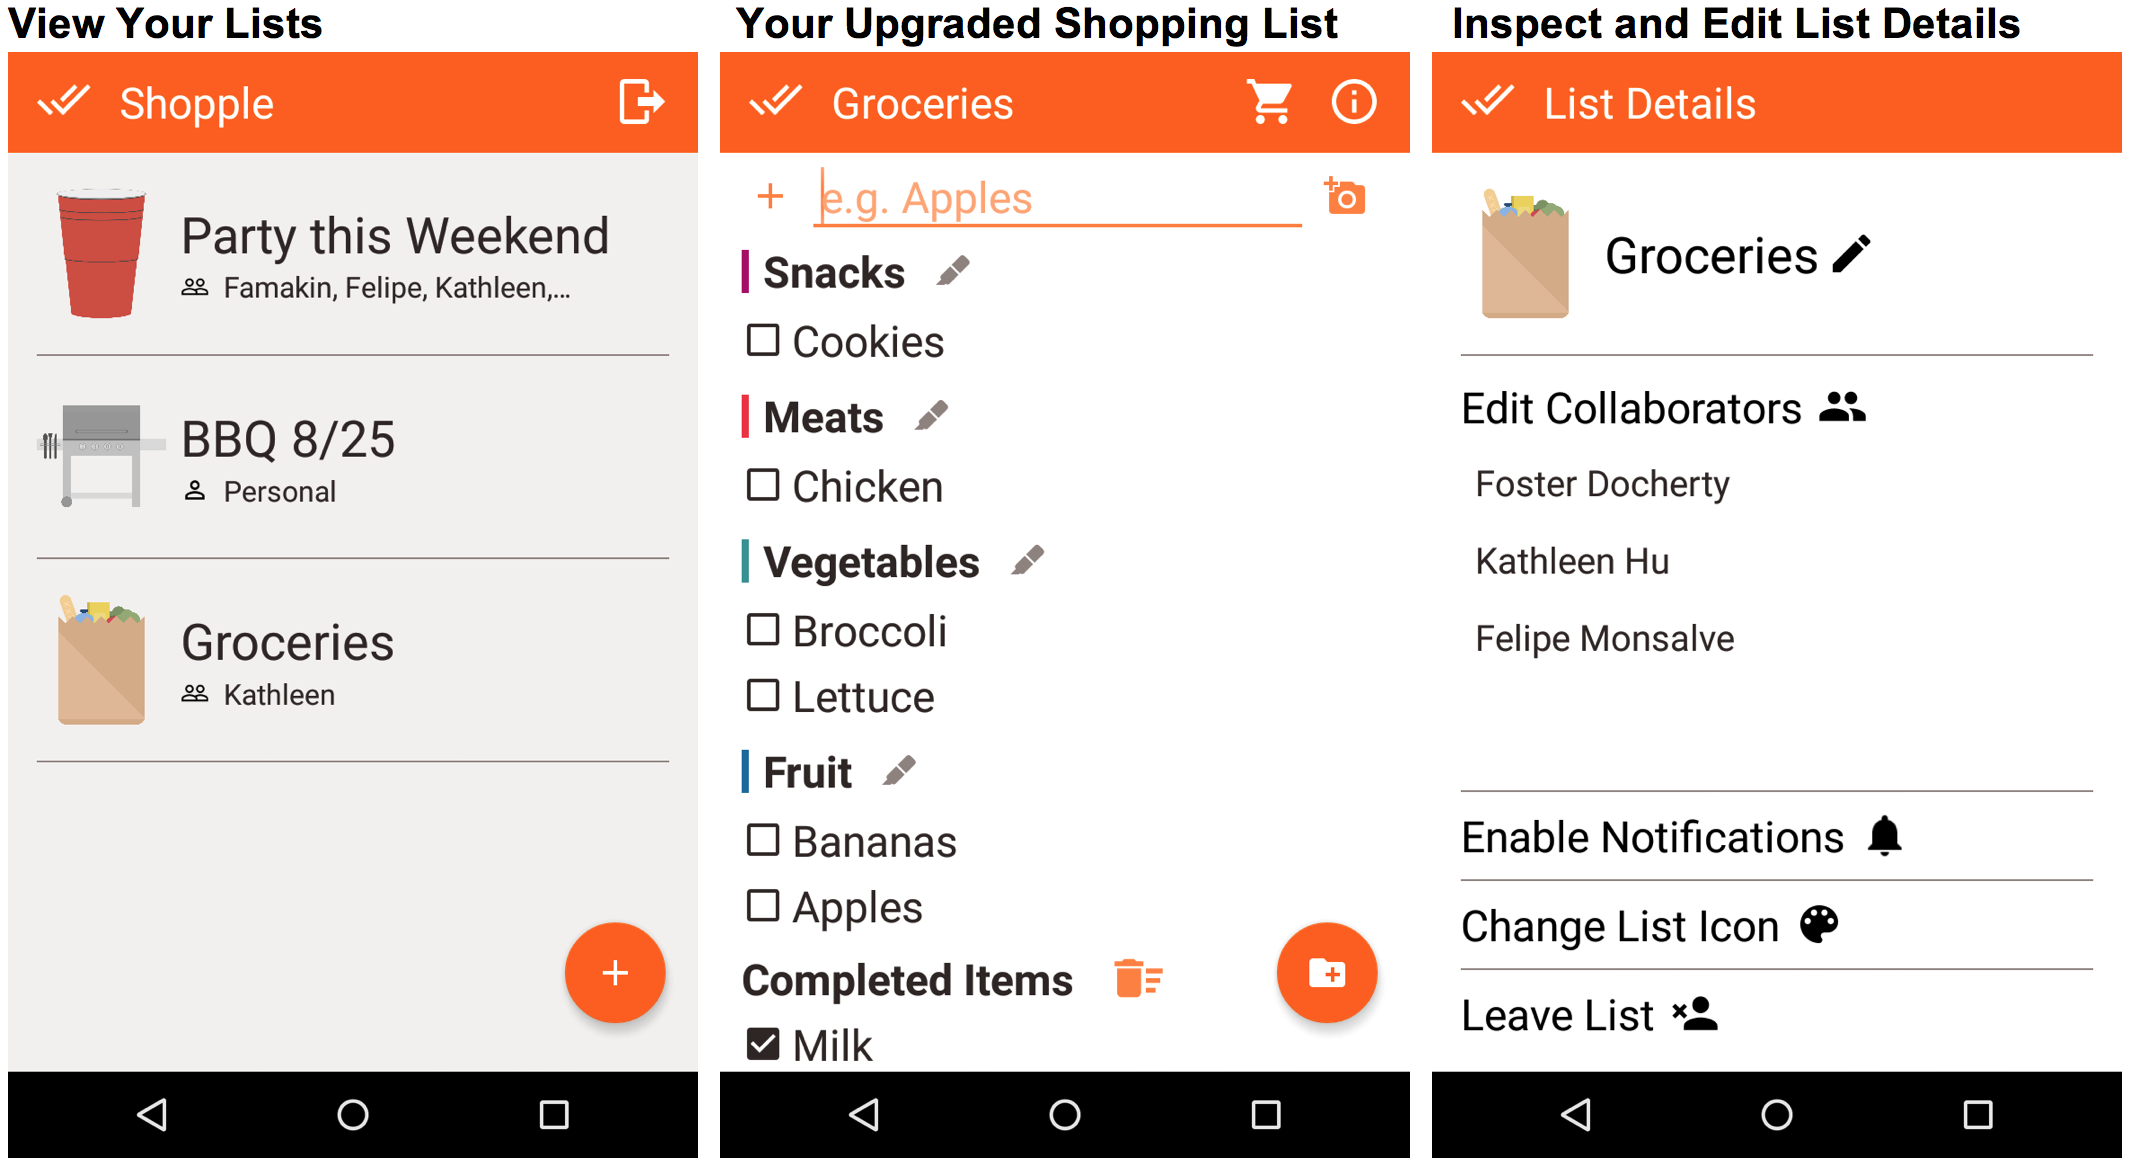 View Your Lists
Shopple
Party this Weekend
Famakin, Felipe, Kathleen,...
BBQ 8/25
Personal
Groceries
Kathleen
Your Upgraded Shopping List
Groceries
e.g. Apples
Snacks
Cookies
Meats
Chicken
Vegetables
Broccoli
Lettuce
Fruit
Bananas
Apples
Completed Items
Milk
Inspect and Edit List Details
List Details
Groceries
Edit Collaborators
Foster Docherty
Kathleen Hu
Felipe Monsalve
Enable Notifications
Change List Icon
Leave List